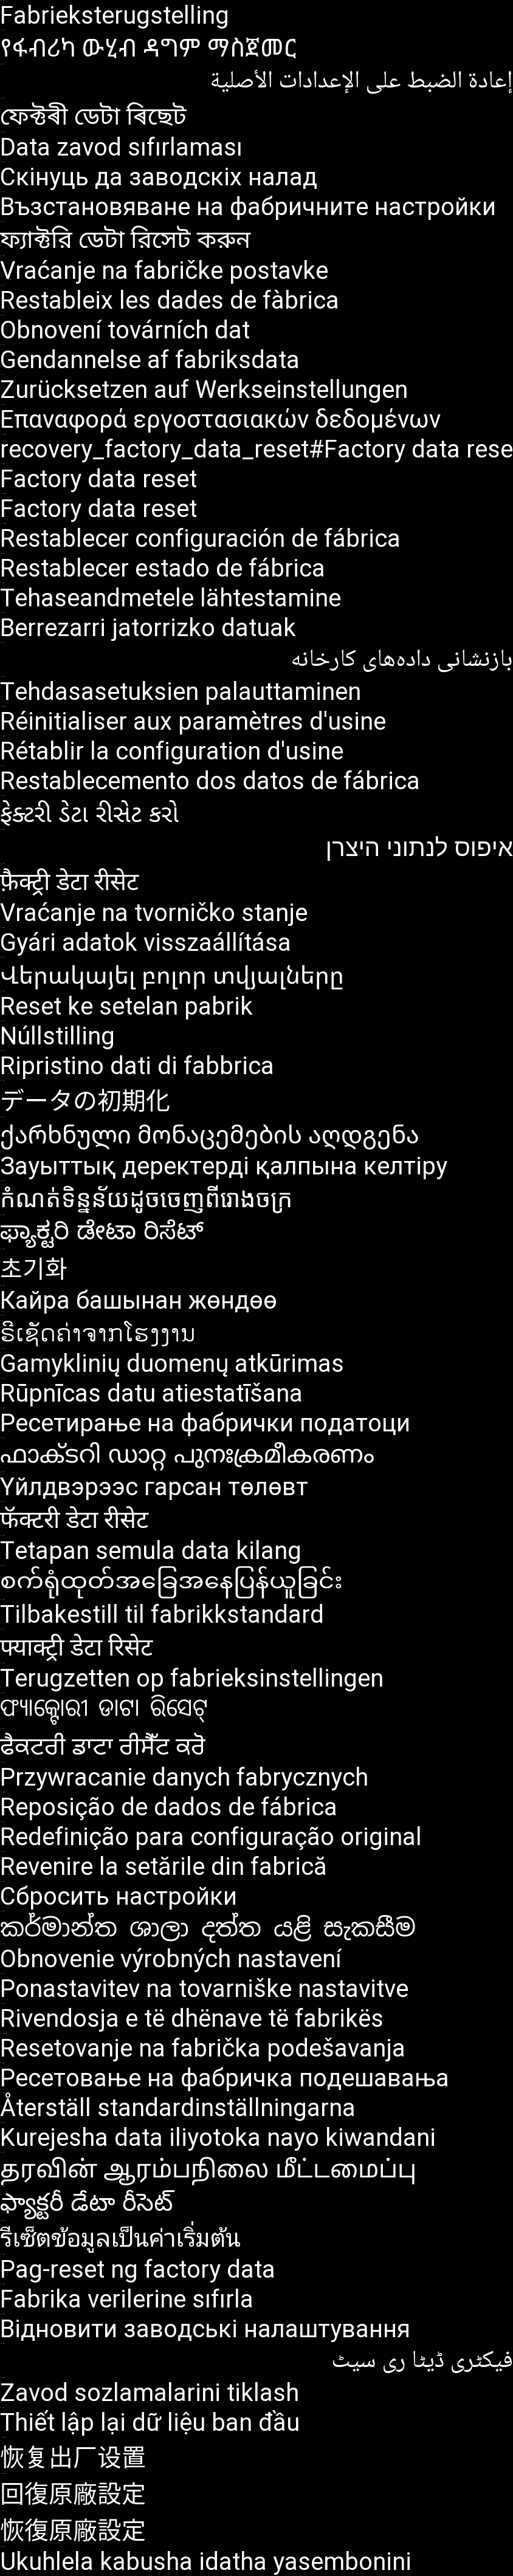 Fabrieksterugstelling
የፋብሪካ ውሂብ ዳግም ማስጀመር
إعادة الضبط على الإعدادات الأصلية
ফেক্টৰী ডেটা ৰিছেট
Data zavod sıfırlaması
Скінуць да заводскіх налад
Възстановяване на фабричните настройки
ফ্যাক্টরি ডেটা রিসেট করুন
Vraćanje na fabričke postavke
Restableix les dades de fàbrica
Obnovení továrních dat
Gendannelse af fabriksdata
Zurücksetzen auf Werkseinstellungen
Επαναφορά εργοστασιακών δεδομένων
recovery_factory_data_reset#Factory data rese
Factory data reset
Factory data reset
Restablecer configuración de fábrica
Restablecer estado de fábrica
Tehaseandmetele lähtestamine
Berrezarri jatorrizko datuak
بازنشانی داده‌های کارخانه
Tehdasasetuksien palauttaminen
Réinitialiser aux paramètres d'usine
Rétablir la configuration d'usine
Restablecemento dos datos de fábrica
ફેક્ટરી ડેટા રીસેટ કરો
איפוס לנתוני היצרן
फ़ैक्ट्री डेटा रीसेट
Vraćanje na tvorničko stanje
Gyári adatok visszaállítása
Վերակայել բոլոր տվյալները
Reset ke setelan pabrik
Núllstilling
Ripristino dati di fabbrica
データの初期化
ქარხნული მონაცემების აღდგენა
Зауыттық деректерді қалпына келтіру
កំណត់ទិន្នន័យដូចចេញពីរោងចក្រ
ಫ್ಯಾಕ್ಟರಿ ಡೇಟಾ ರಿಸೆಟ್
초기화
Кайра башынан жөндөө
ຣີເຊັດຄ່າຈາກໂຮງງານ
Gamyklinių duomenų atkūrimas
Rūpnīcas datu atiestatīšana
Ресетирање на фабрички податоци
ഫാക്‌ടറി ഡാറ്റ പുനഃക്രമീകരണം
Үйлдвэрээс гарсан төлөвт
फॅक्टरी डेटा रीसेट
Tetapan semula data kilang
စက်ရုံထုတ်အခြေအနေပြန်ယူခြင်း
Tilbakestill til fabrikkstandard
फ्याक्ट्री डेटा रिसेट
Terugzetten op fabrieksinstellingen
ଫ୍ୟାକ୍ଟୋରୀ ଡାଟା ରିସେଟ୍
ਫੈਕਟਰੀ ਡਾਟਾ ਰੀਸੈੱਟ ਕਰੋ
Przywracanie danych fabrycznych
Reposição de dados de fábrica
Redefinição para configuração original
Revenire la setările din fabrică
Сбросить настройки
කර්මාන්ත ශාලා දත්ත යළි සැකසීම
Obnovenie výrobných nastavení
Ponastavitev na tovarniške nastavitve
Rivendosja e të dhënave të fabrikës
Resetovanje na fabrička podešavanja
Ресетовање на фабричка подешавања
Återställ standardinställningarna
Kurejesha data iliyotoka nayo kiwandani
தரவின் ஆரம்பநிலை மீட்டமைப்பு
ఫ్యాక్టరీ డేటా రీసెట్
รีเซ็ตข้อมูลเป็นค่าเริ่มต้น
Pag-reset ng factory data
Fabrika verilerine sıfırla
Відновити заводські налаштування
فیکٹری ڈیٹا ری سیٹ
Zavod sozlamalarini tiklash
Thiết lập lại dữ liệu ban đầu
恢复出厂设置
回復原廠設定
恢復原廠設定
Ukuhlela kabusha idatha yasembonini